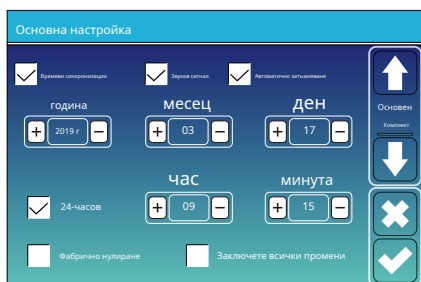 Основна настройка
Времеви синхронизации
Звуков сигнал
Автоматично затъмняване
година
месец
ден
+ 2019 г −
+ 03 −
+ 17 −
Основен
Комплект
час
минута
24-часов
+ 09 −
+ 15 −
Фабрично нулиране
Заключете всички промени